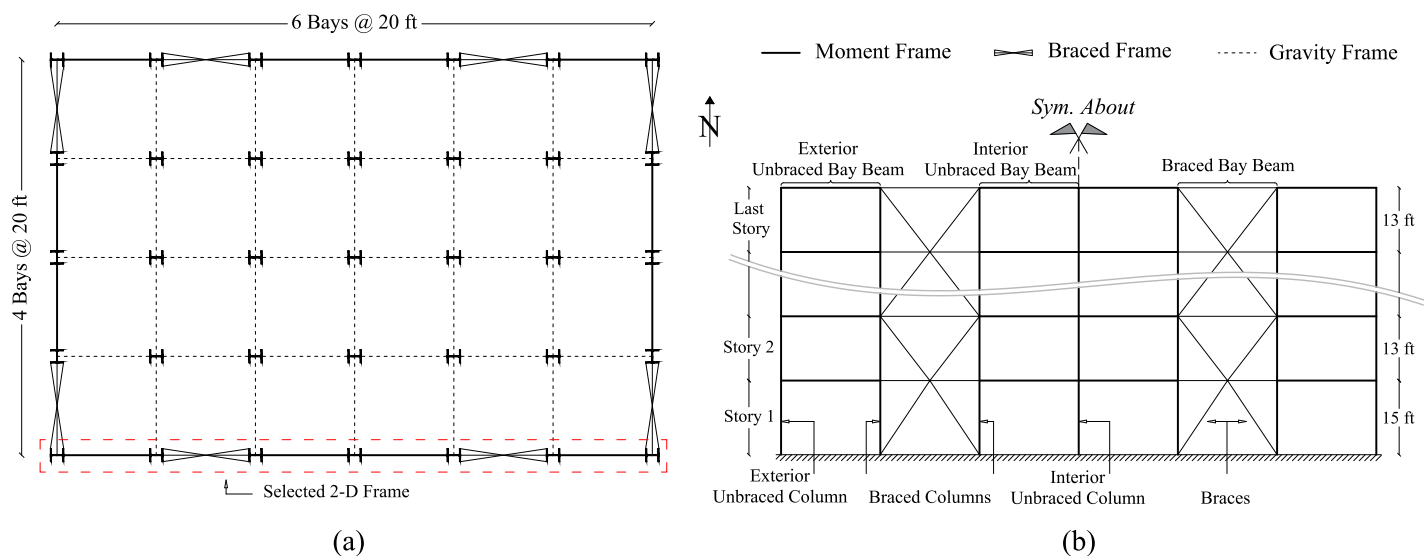 6 Bays @ 20 ft
4 Bays @ 20 ft
Selected 2-D Frame
(a)
Moment Frame
Braced Frame
Gravity Frame
N
Sym. About
Exterior
Unbraced Bay Beam
Interior
Unbraced Bay Beam
Braced Bay Beam
Last
Story
13 ft
Story 2
13 ft
Story 1
15 ft
Exterior
Unbraced Column
Braced Columns
Interior
Unbraced Column
Braces
(b)